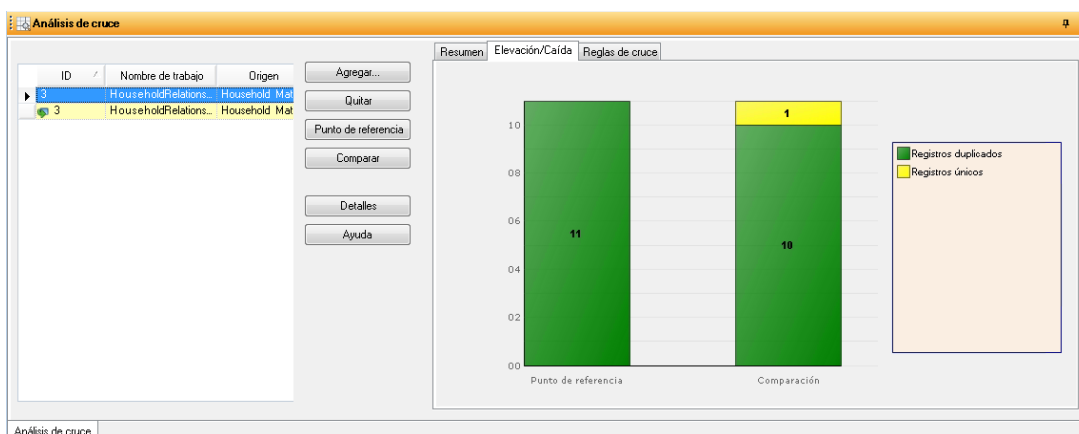 Análisis de cruce
Resumen Elevación/Caída Reglas de cruce
ID Nombre de trabajo Origen
3 HouseholdRelations... Household Mat
3 HouseholdRelations... Household Mat
Agregar...
Quitar
Punto de referencia
Comparar
Detalles
Ayuda
10
08
06
04
02
00
11
1
10
Punto de referencia Comparación
Registros duplicados
Registros únicos
Análisis de cruce